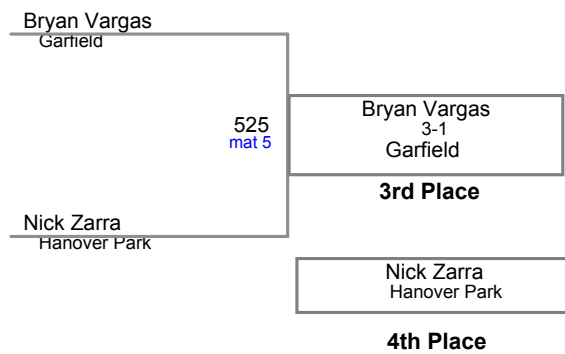 Bryan Vargas
Garfield
525
mat 5
Bryan Vargas
3-1
Garfield
3rd Place
Nick Zarra
Hanover Park
Nick Zarra
Hanover Park
4th Place